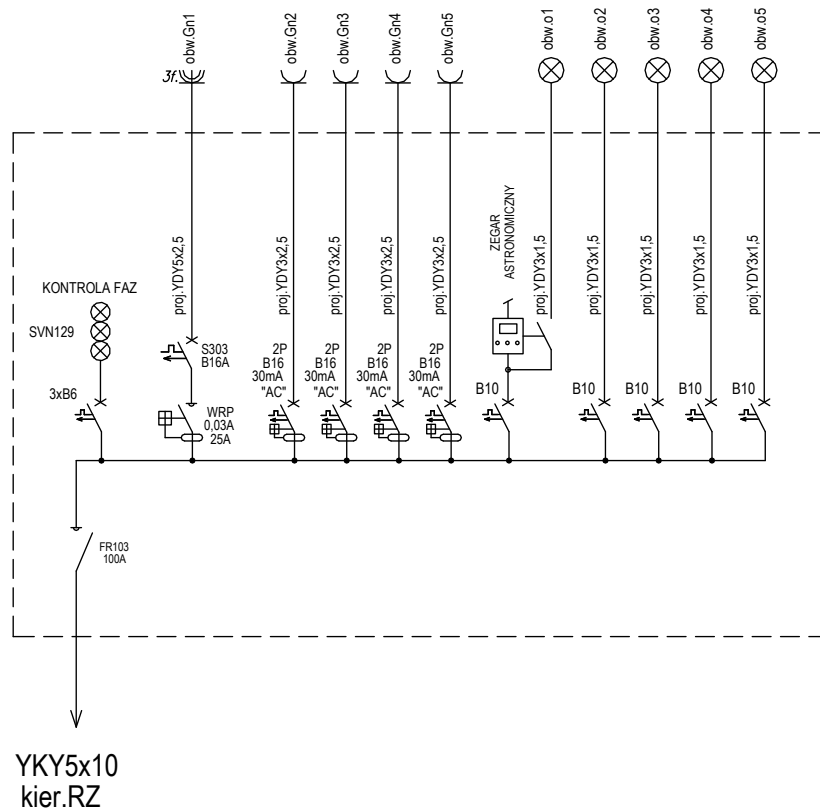 obw.Gn1
obw.Gn2
obw.Gn3
obw.Gn4
obw.Gn5
obw.o1
obw.o2
obw.o3
obw.o4
obw.o5
3f.
proj.YDY5x2,5
proj.YDY3x2,5
proj.YDY3x2,5
proj.YDY3x2,5
proj.YDY3x2,5
ZEGAR
ASTRONOMICZNY
proj.YDY3x1,5
proj.YDY3x1,5
proj.YDY3x1,5
proj.YDY3x1,5
proj.YDY3x1,5
KONTROLA FAZ
SVN129
3xB6
S303
B16A
WRP
0,03A
25A
2P
B16
30mA
"AC"
2P
B16
30mA
"AC"
2P
B16
30mA
"AC"
2P
B16
30mA
"AC"
B10
B10
B10
B10
B10
FR103
100A
YKY5x10
kier.RZ